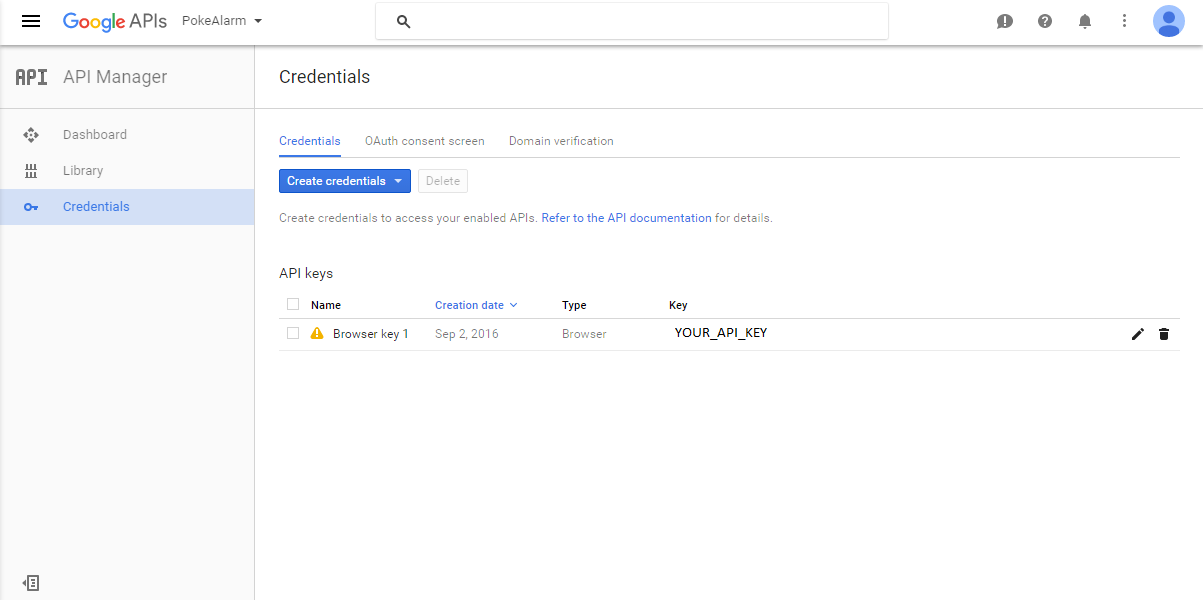 Google APIs PokeAlarm
API API Manager
Credentials
Dashboard
Library
Credentials
Credentials OAuth consent screen Domain verification
Create credentials Delete
Create credentials to access your enabled APIs. Refer to the API documentation for details.
API keys
Name Creation date Type Key
Browser key 1 Sep 2, 2016 Browser YOUR_API_KEY